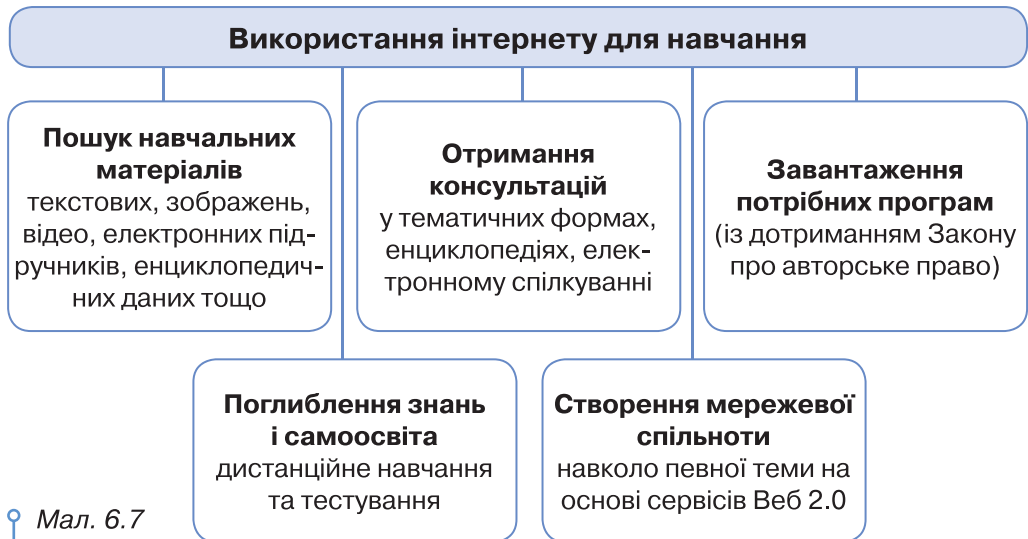 Використання інтернету для навчання
Пошук навчальних
матеріалів
текстових, зображень,
відео, електронних під-
ручників, енциклопедич-
них даних тощо
Отримання
консультацій
у тематичних формах,
енциклопедіях, елек-
тронному спілкуванні
Завантаження
потрібних програм
(із дотриманням Закону
про авторське право)
Поглиблення знань
і самоосвіта
дистанційне навчання
та тестування
Створення мережевої
спільноти
навколо певної теми на
основі сервісів Веб 2.0
Мал. 6.7